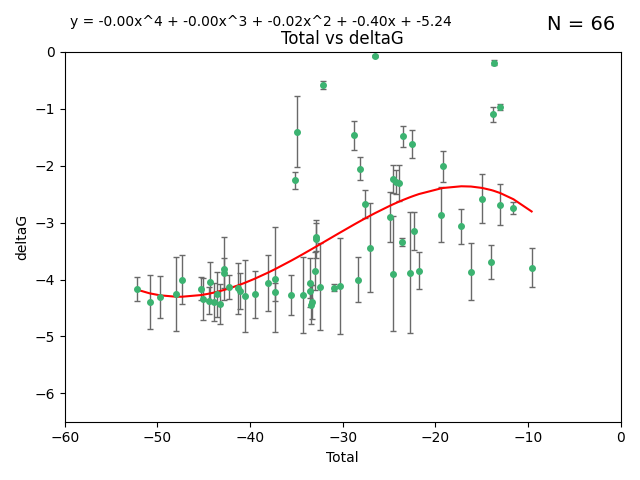 y = -0.00x^4 + -0.00x^3 + -0.02x^2 + -0.40x + -5.24
N = 66
Total vs deltaG
0
−1
−2
−3
−4
−5
−6
deltaG
−60
−50
−40
−30
−20
−10
0
Total